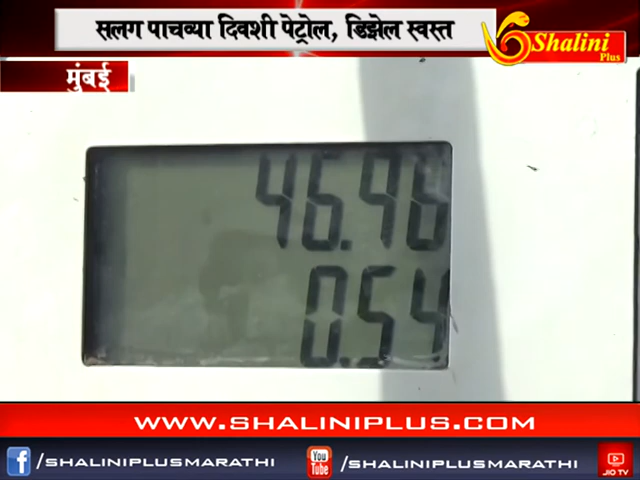 सलग पाचव्या दिवशी पेट्रोल, डिझेल स्वस्त
Shalini
Plus
मुंबई
46.96
0.54
WWW.SHALINIPLUS.COM
f /SHALINIPLUSMARATHI
You Tube /SHALINIPLUSMARATHI
JIO TV